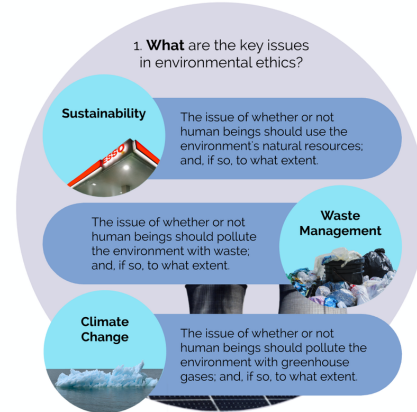 1. What are the key issues
in environmental ethics?
Sustainability
ESSO
The issue of whether or not
human beings should use the
environment's natural resources;
and, if so, to what extent.
The issue of whether or not
human beings should pollute
the environment with waste;
and, if so, to what extent.
Waste
Management
Climate
Change
The issue of whether or not
human beings should pollute the
environment with greenhouse
gases; and, if so, to what extent.